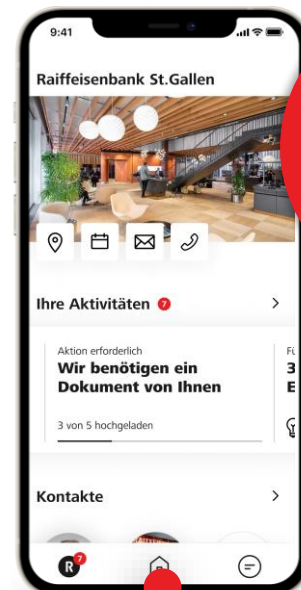 9:41
Raiffeisenbank St.Gallen
Ihre Aktivitäten 7
Aktion erforderlich
Wir benötigen ein
Dokument von Ihnen
3 von 5 hochgeladen
3
E
Kontakte
R 7